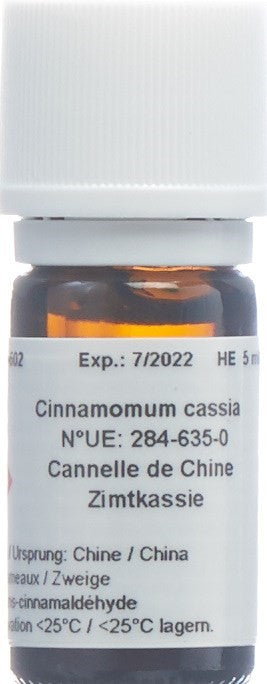 Exp.: 7/2022 HE 5
Cinnamomum cassia
N°UE: 284-635-0
Cannelle de Chine
Zimtkassie
/ Ursprung: Chine / China
/ Zweige
<25°C / <25°C lagern.